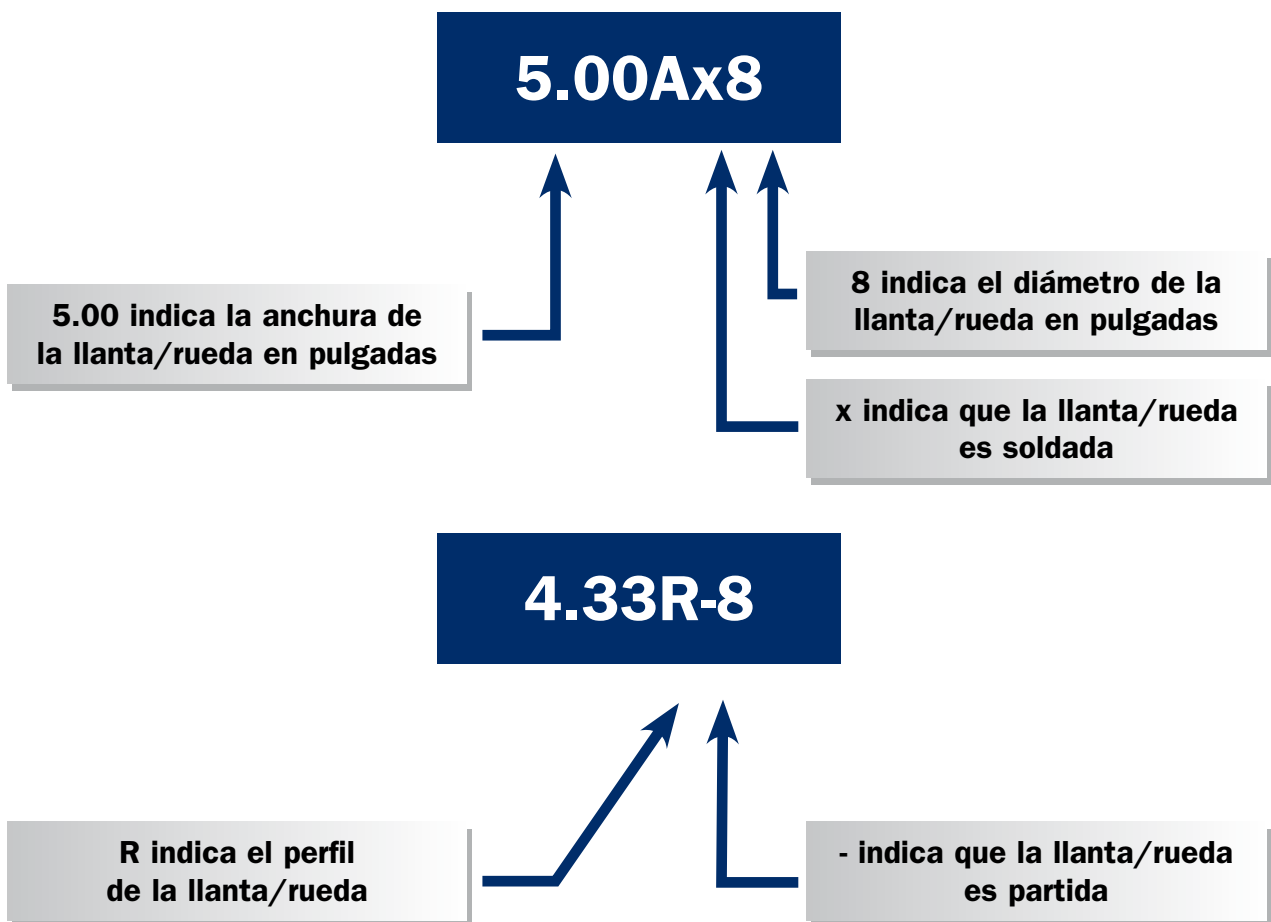 5.00Ax8
5.00 indica la anchura de
la llanta/rueda en pulgadas
8 indica el diámetro de la
llanta/rueda en pulgadas
x indica que la llanta/rueda
es soldada
4.33R-8
R indica el perfil
de la llanta/rueda
- indica que la llanta/rueda
es partida